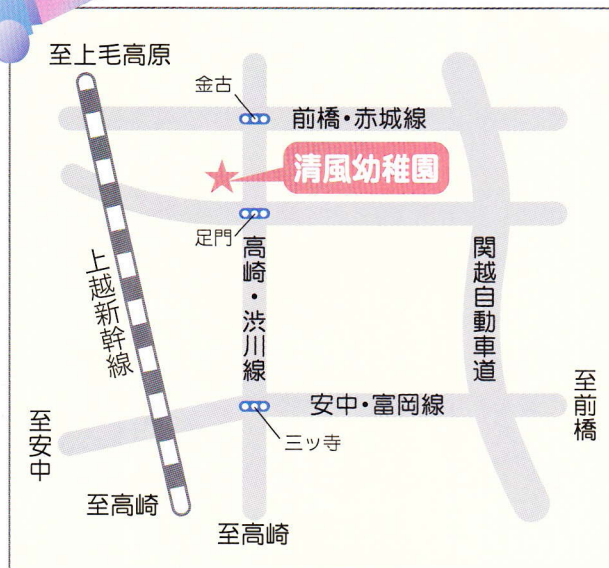 至上毛高原
金古
前橋・赤城線
清風幼稚園
足門
高崎・渋川線
関越自動車道
上越新幹線
安中・富岡線
至前橋
至安中
三ッ寺
至高崎
至高崎